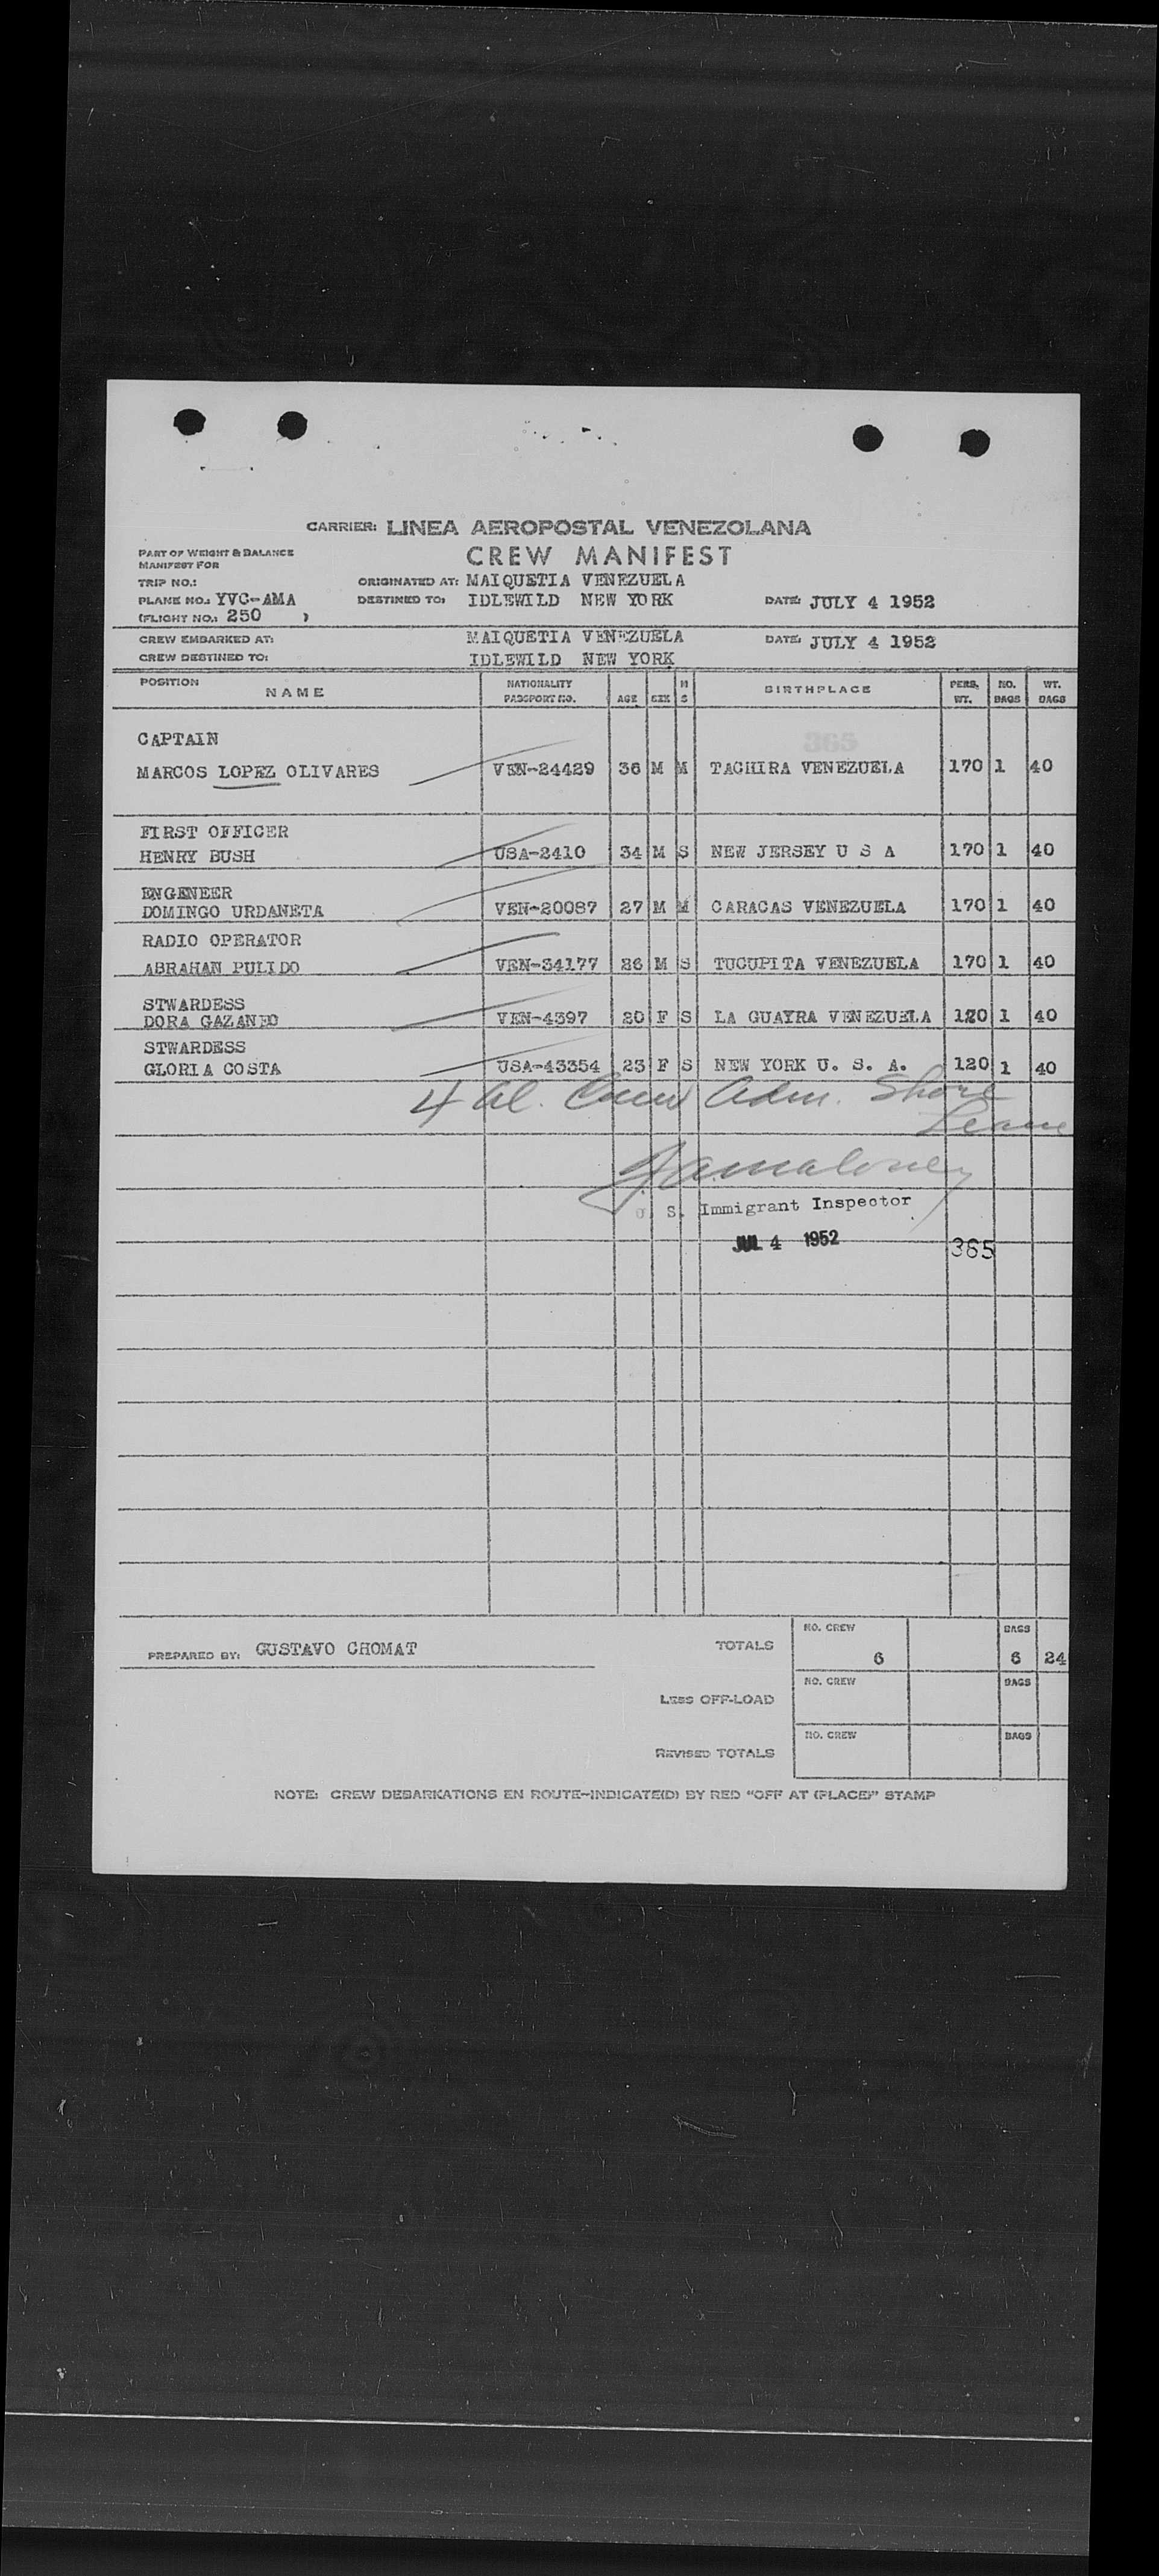 CARRIER: LINEA AEROPOSTAL VENEZOLANA
PART OF WEIGHT & BALANCE CREW MANIFEST
MANIFEST FOR
TRIP NO.: ORIGINATED AT: MAIQUETIA VENEZUELA
PLANE NO.: YVC-AMA DESTINED TO: IDLEWILD NEW YORK DATE: JULY 4 1952
(FLIGHT NO.: 250 )
CREW EMBARKED AT: MAIQUETIA VENEZUELA DATE: JULY 4 1952
CREW DESTINED TO: IDLEWILD NEW YORK
POSITION NAME NATIONALITY PASSPORT NO. AGE SEX M S BIRTHPLACE PERS. WT. NO. BAGS WT. BAGS
365
CAPTAIN
MARCOS LOPEZ OLIVARES VEN-24429 36 M M TACHIRA VENEZUELA 170 1 40
FIRST OFFICER
HENRY BUSH USA-2410 34 M S NEW JERSEY U S A 170 1 40
ENGENEER
DOMINGO URDANETA VEN-20087 27 M M CARACAS VENEZUELA 170 1 40
RADIO OPERATOR
ABRAHAN PULIDO VEN-34177 26 M S TUCUPITA VENEZUELA 170 1 40
STWARDESS
DORA GAZANEO VEN-4397 20 F S LA GUAYRA VENEZUELA 120 1 40
STWARDESS
GLORIA COSTA USA-43354 23 F S NEW YORK U. S. A. 120 1 40
4 al. Crew Adm. Shore
Leave
J.A. Maloney
U. S. Immigrant Inspector
JUL 4 1952 365
PREPARED BY: GUSTAVO CHOMAT TOTALS NO. CREW 6 BAGS 6 24
LESS OFF-LOAD NO. CREW BAGS
REVISED TOTALS NO. CREW BAGS
NOTE: CREW DEBARKATIONS EN ROUTE-INDICATE(D) BY RED "OFF AT (PLACE)" STAMP